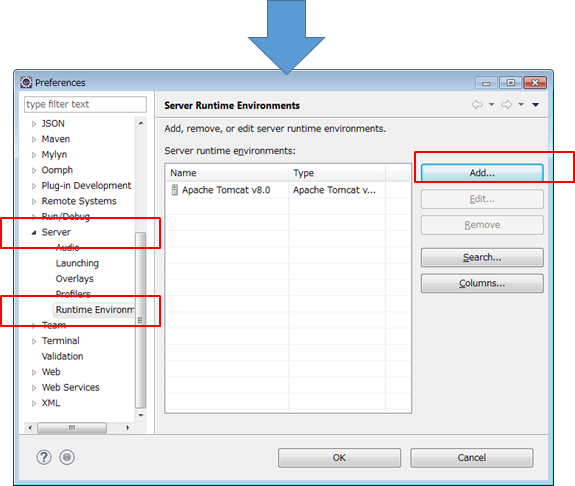 Preferences
type filter text
JSON
Maven
Mylyn
Oomph
Plug-in Development
Remote Systems
Run/Debug
Server
Audio
Launching
Overlays
Profilers
Runtime Environm
Team
Terminal
Validation
Web
Web Services
XML
Server Runtime Environments
Add, remove, or edit server runtime environments.
Server runtime environments:
Name Type
Apache Tomcat v8.0 Apache Tomcat v...
Add...
Edit...
Remove
Search...
Columns...
?
OK Cancel